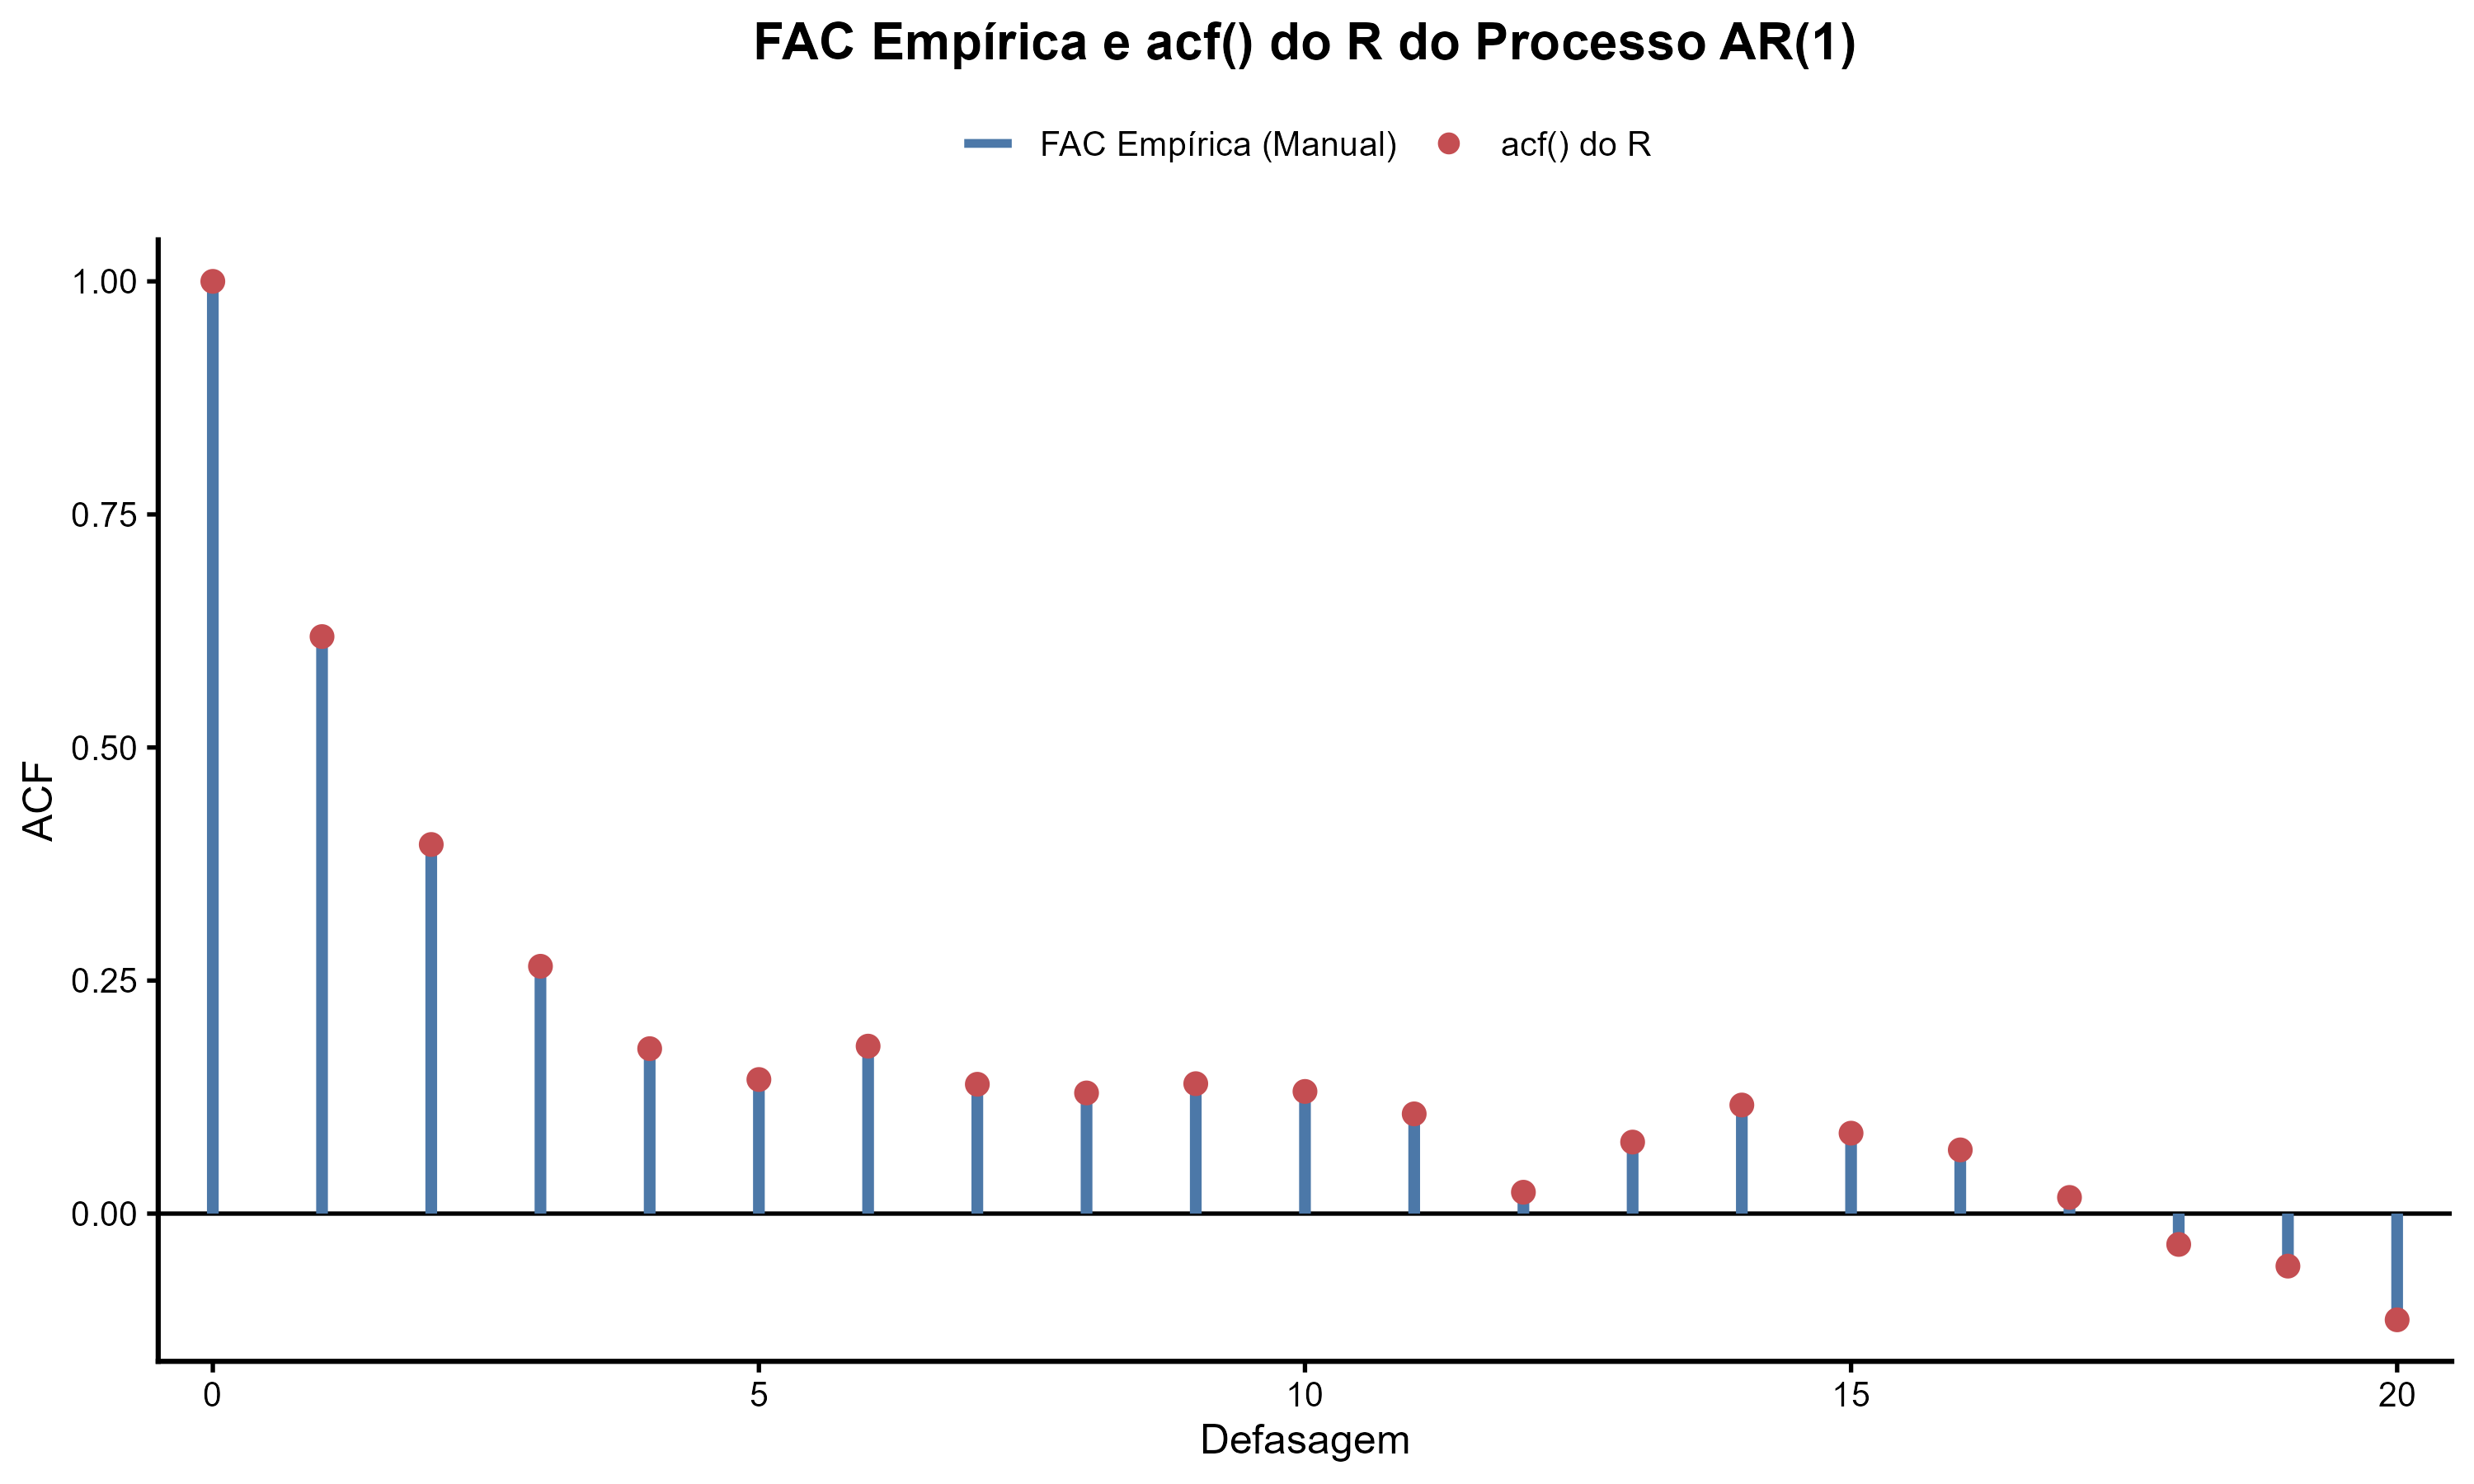 FAC Empírica e acf() do R do Processo AR(1)
FAC Empírica (Manual) acf() do R
1.00
0.75
0.50
0.25
0.00
ACF
0 5 10 15 20
Defasagem